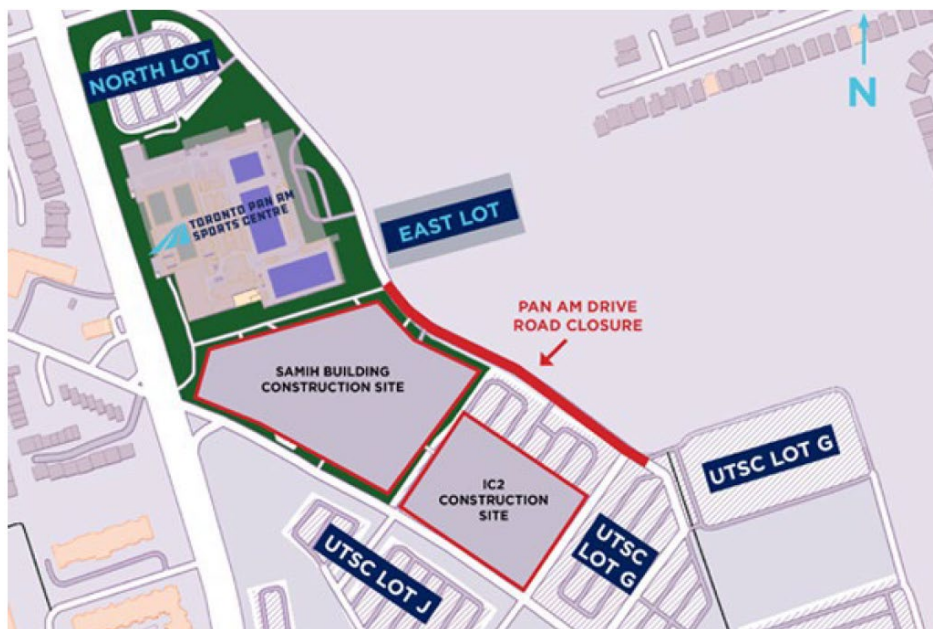 NORTH LOT
N
TORONTO PAN AM
SPORTS CENTRE
EAST LOT
PAN AM DRIVE
ROAD CLOSURE
SAMIH BUILDING
CONSTRUCTION SITE
UTSC LOT G
IC2
CONSTRUCTION
SITE
UTSC
LOT G
UTSC LOT J